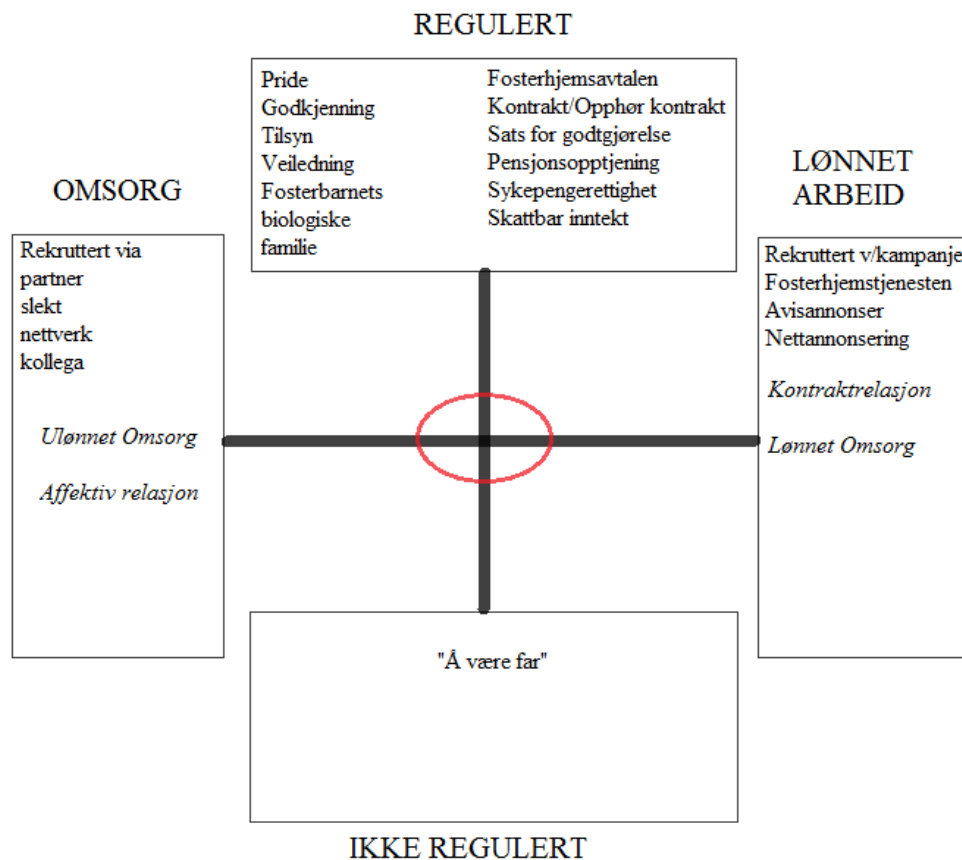 REGULERT
Pride
Godkjenning
Tilsyn
Veiledning
Fosterbarnets
biologiske
familie
Fosterhjemsavtalen
Kontrakt/Opphør kontrakt
Sats for godtgjørelse
Pensjonsopptjening
Sykepengerettighet
Skattbar inntekt
OMSORG
Rekruttert via
partner
slekt
nettverk
kollega
Ulønnet Omsorg
Affektiv relasjon
LØNNET
ARBEID
Rekruttert v/kampanje
Fosterhjemstjenesten
Avisannonser
Nettannonsering
Kontraktrelasjon
Lønnet Omsorg
"Å være far"
IKKE REGULERT